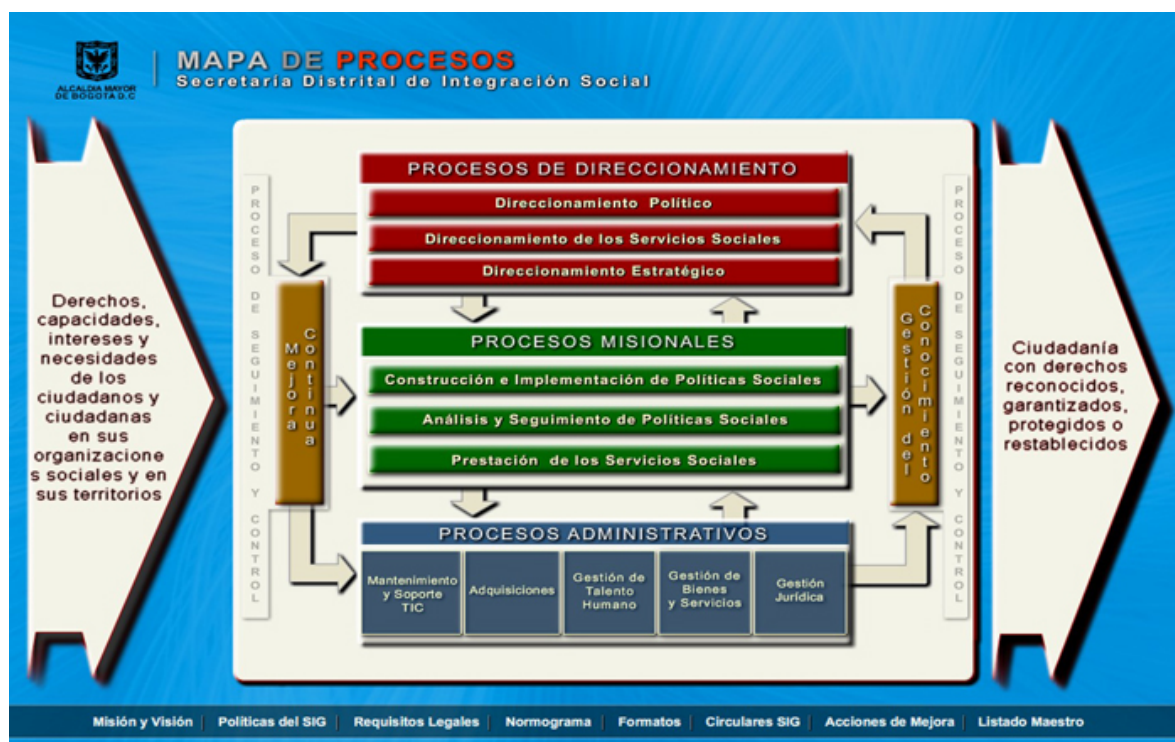 ALCALDIA MAYOR
DE BOGOTA D.C
MAPA DE PROCESOS
Secretaría Distrital de Integración Social
Derechos,
capacidades,
intereses y
necesidades
de los
ciudadanos y
ciudadanas
en sus
organizacione
s sociales y en
sus territorios
PROCESO DE SEGUIMIENTO Y CONTROL
Mejora
Continua
PROCESOS DE DIRECCIONAMIENTO
Direccionamiento Político
Direccionamiento de los Servicios Sociales
Direccionamiento Estratégico
PROCESOS MISIONALES
Construcción e Implementación de Políticas Sociales
Análisis y Seguimiento de Políticas Sociales
Prestación de los Servicios Sociales
PROCESOS ADMINISTRATIVOS
Mantenimiento
y Soporte
TIC
Adquisiciones
Gestión de
Talento
Humano
Gestión de
Bienes
y Servicios
Gestión
Jurídica
Gestión del
Conocimiento
PROCESO DE SEGUIMIENTO Y CONTROL
Ciudadanía
con derechos
reconocidos,
garantizados,
protegidos o
restablecidos
Misión y Visión | Políticas del SIG | Requisitos Legales | Normograma | Formatos | Circulares SIG | Acciones de Mejora | Listado Maestro